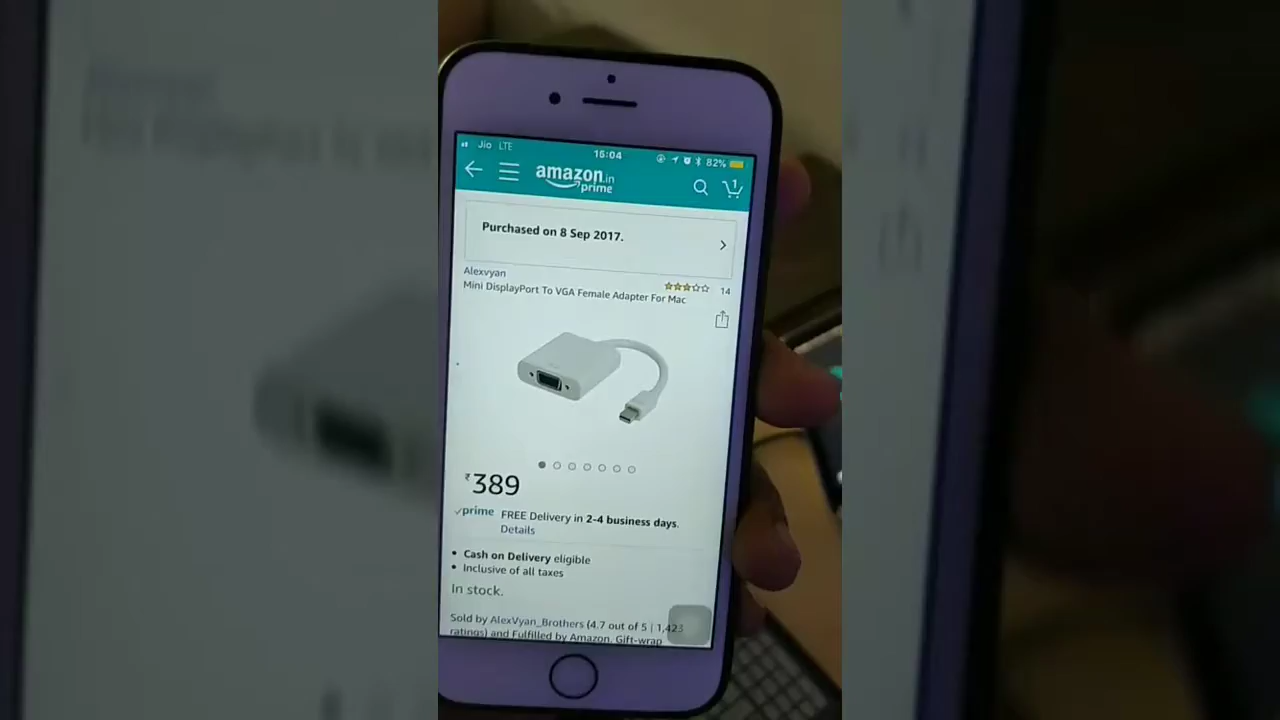 Jio LTE 15:04 82%
amazon.in
prime
1
Purchased on 8 Sep 2017.
Alexvyan
14
Mini DisplayPort To VGA Female Adapter For Mac
₹389
prime FREE Delivery in 2-4 business days.
Details
• Cash on Delivery eligible
• Inclusive of all taxes
In stock.
Sold by AlexVyan_Brothers (4.7 out of 5 | 1,423
ratings) and Fulfilled by Amazon. Gift-wrap